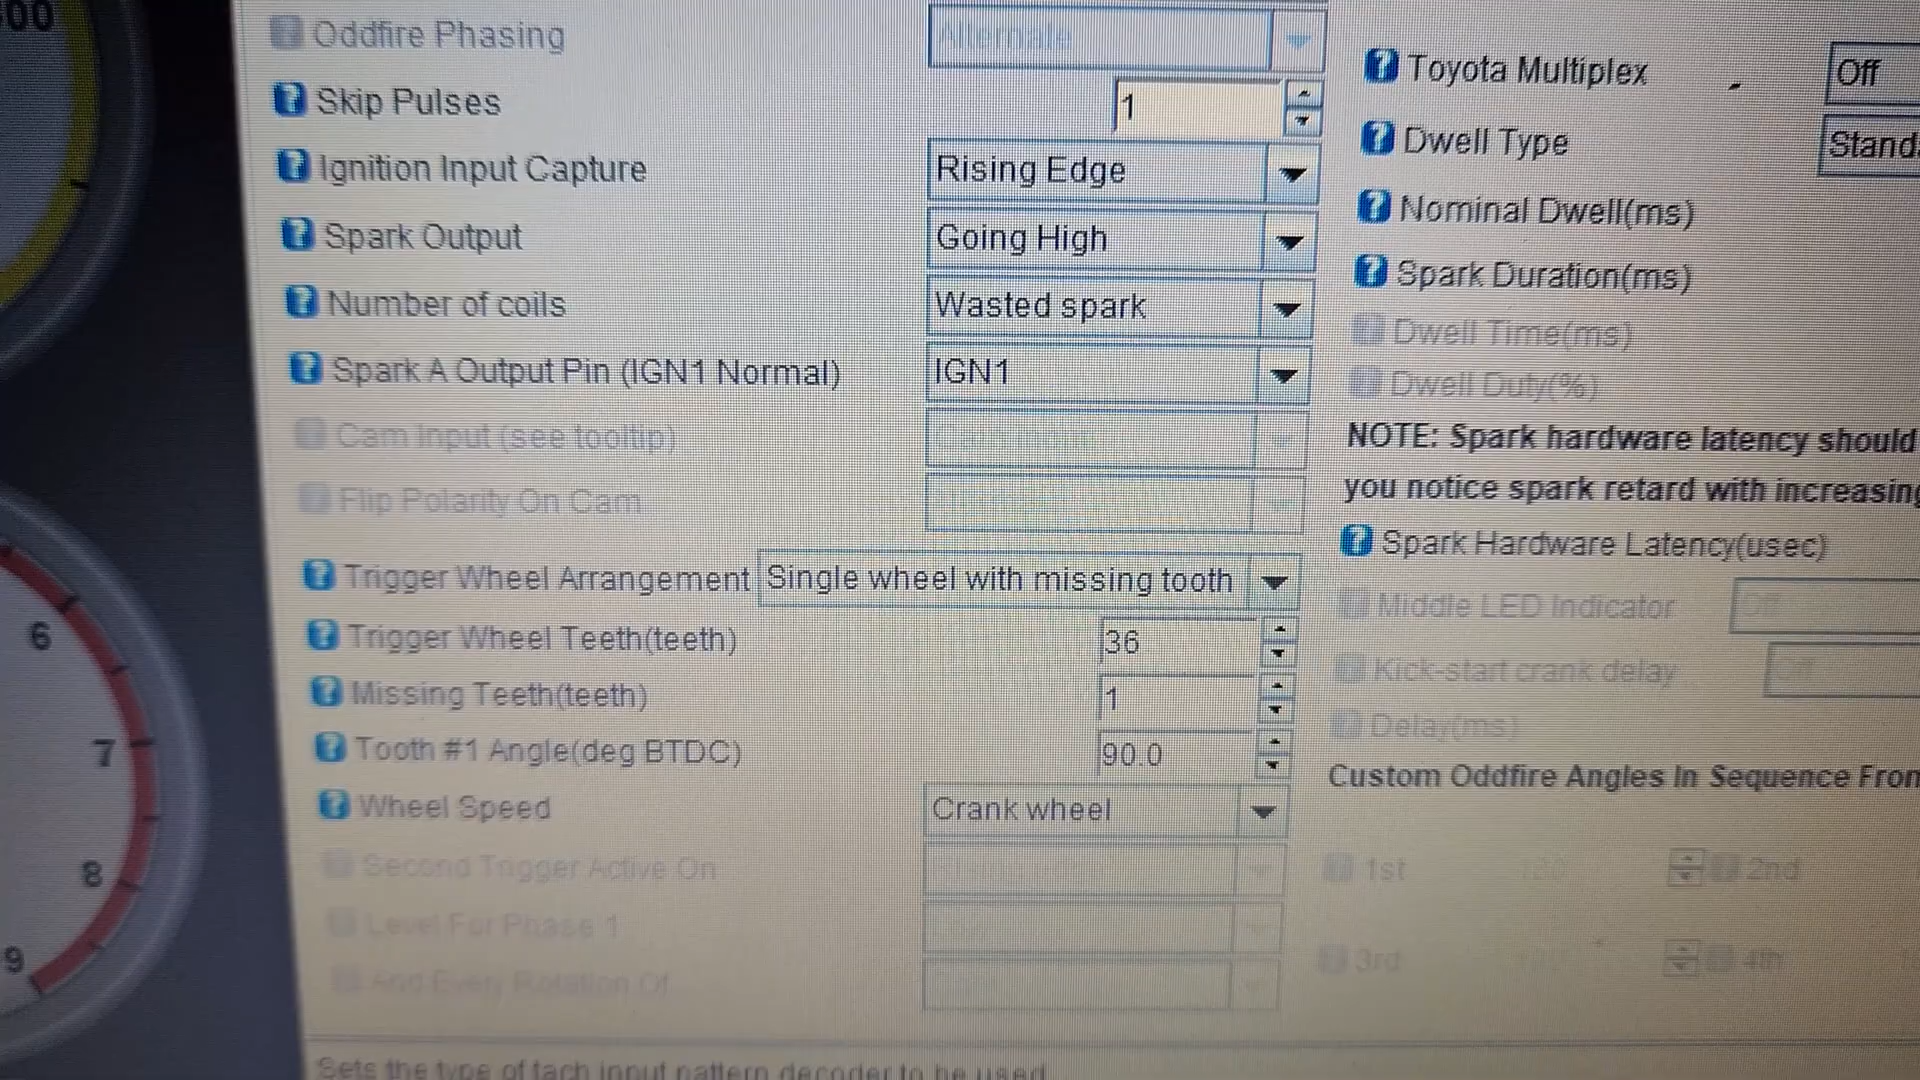 00
Oddfire Phasing
Alternate
Skip Pulses
1
Ignition Input Capture
Rising Edge
Spark Output
Going High
Number of coils
Wasted spark
Spark A Output Pin (IGN1 Normal)
IGN1
Cam Input (see tooltip)
Flip Polarity On Cam
Trigger Wheel Arrangement
Single wheel with missing tooth
Trigger Wheel Teeth(teeth)
36
Missing Teeth(teeth)
1
Tooth #1 Angle(deg BTDC)
90.0
Wheel Speed
Crank wheel
Second Trigger Active On
Level For Phase 1
And Every Rotation Of
Sets the type of tach input pattern decoder to be used
Toyota Multiplex
Off
Dwell Type
Stand
Nominal Dwell(ms)
Spark Duration(ms)
Dwell Time(ms)
Dwell Duty(%)
NOTE: Spark hardware latency should
you notice spark retard with increasing
Spark Hardware Latency(usec)
Middle LED Indicator
Kick-start crank delay
Delay(ms)
Custom Oddfire Angles In Sequence From
1st
2nd
3rd
4th
6
7
8
9